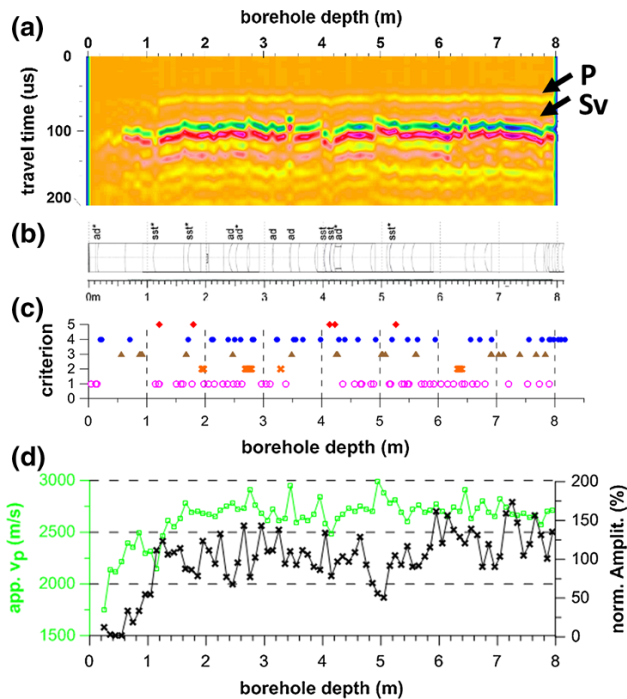 (a)
borehole depth (m)
0 1 2 3 4 5 6 7 8
travel time (us)
0
100
200
P
Sv
(b)
ad* sst* sst* ad ad* ad ad sst sst ad* sst*
0m 1 2 3 4 5 6 7 8
(c)
criterion
5
4
3
2
1
0
0 1 2 3 4 5 6 7 8
borehole depth (m)
(d)
app. vp (m/s)
3000
2500
2000
1500
200
150
100
50
0
norm. Amplit. (%)
0 1 2 3 4 5 6 7 8
borehole depth (m)